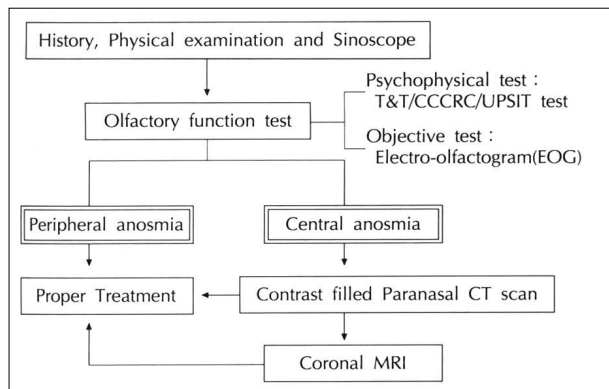 History, Physical examination and Sinoscope
Psychophysical test :
T&T/CCCRC/UPSIT test
Olfactory function test
Objective test :
Electro-olfactogram(EOG)
Peripheral anosmia
Central anosmia
Proper Treatment
Contrast filled Paranasal CT scan
Coronal MRI